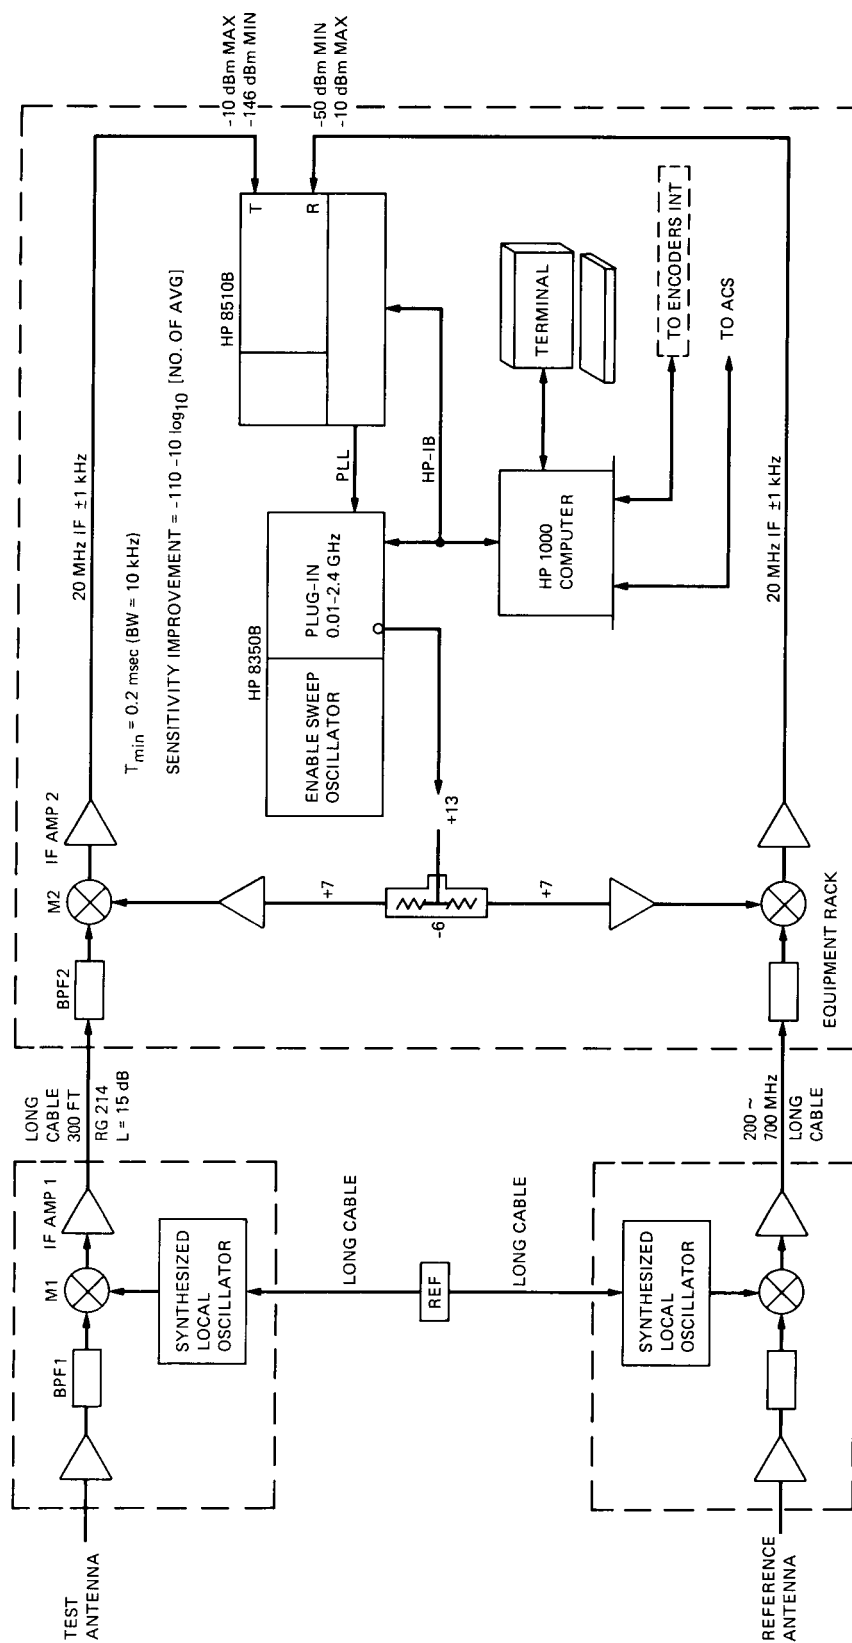 TEST
ANTENNA
BPF1
M1
IF AMP 1
SYNTHESIZED
LOCAL
OSCILLATOR
LONG
CABLE
300 FT
RG 214
L = 15 dB
BPF2
M2
IF AMP 2
20 MHz IF ±1 kHz
-10 dBm MAX
-146 dBm MIN
-50 dBm MIN
-10 dBm MAX
T min = 0.2 msec (BW = 10 kHz)
SENSITIVITY IMPROVEMENT = -110 -10 log10 [NO. OF AVG]
HP 8350B
ENABLE SWEEP
OSCILLATOR
PLUG-IN
0.01-2.4 GHz
PLL
HP 8510B
T
R
HP-IB
+13
+7
-6
+7
LONG CABLE
REF
LONG CABLE
HP 1000
COMPUTER
TERMINAL
TO ENCODERS INT
TO ACS
SYNTHESIZED
LOCAL
OSCILLATOR
200 ~
700 MHz
LONG
CABLE
20 MHz IF ±1 kHz
EQUIPMENT RACK
REFERENCE
ANTENNA